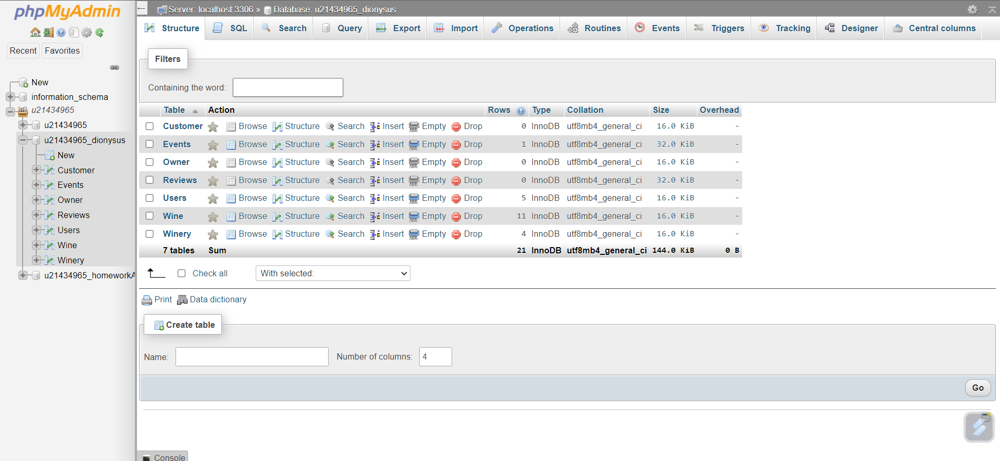 phpMyAdmin
Recent Favorites
New
information_schema
u21434965
u21434965
u21434965_dionysus
New
Customer
Events
Owner
Reviews
Users
Wine
Winery
u21434965_homeworkA
Server: localhost:3306 » Database: u21434965_dionysus
Structure SQL Search Query Export Import Operations Routines Events Triggers Tracking Designer Central columns
Filters
Containing the word:
Table Action Rows Type Collation Size Overhead
Customer Browse Structure Search Insert Empty Drop 0 InnoDB utf8mb4_general_ci 16.0 KiB -
Events Browse Structure Search Insert Empty Drop 1 InnoDB utf8mb4_general_ci 32.0 KiB -
Owner Browse Structure Search Insert Empty Drop 0 InnoDB utf8mb4_general_ci 16.0 KiB -
Reviews Browse Structure Search Insert Empty Drop 0 InnoDB utf8mb4_general_ci 32.0 KiB -
Users Browse Structure Search Insert Empty Drop 5 InnoDB utf8mb4_general_ci 16.0 KiB -
Wine Browse Structure Search Insert Empty Drop 11 InnoDB utf8mb4_general_ci 16.0 KiB -
Winery Browse Structure Search Insert Empty Drop 4 InnoDB utf8mb4_general_ci 16.0 KiB -
7 tables Sum 21 InnoDB utf8mb4_general_ci 144.0 KiB 0 B
Check all With selected:
Print Data dictionary
Create table
Name: Number of columns: 4
Go
Console